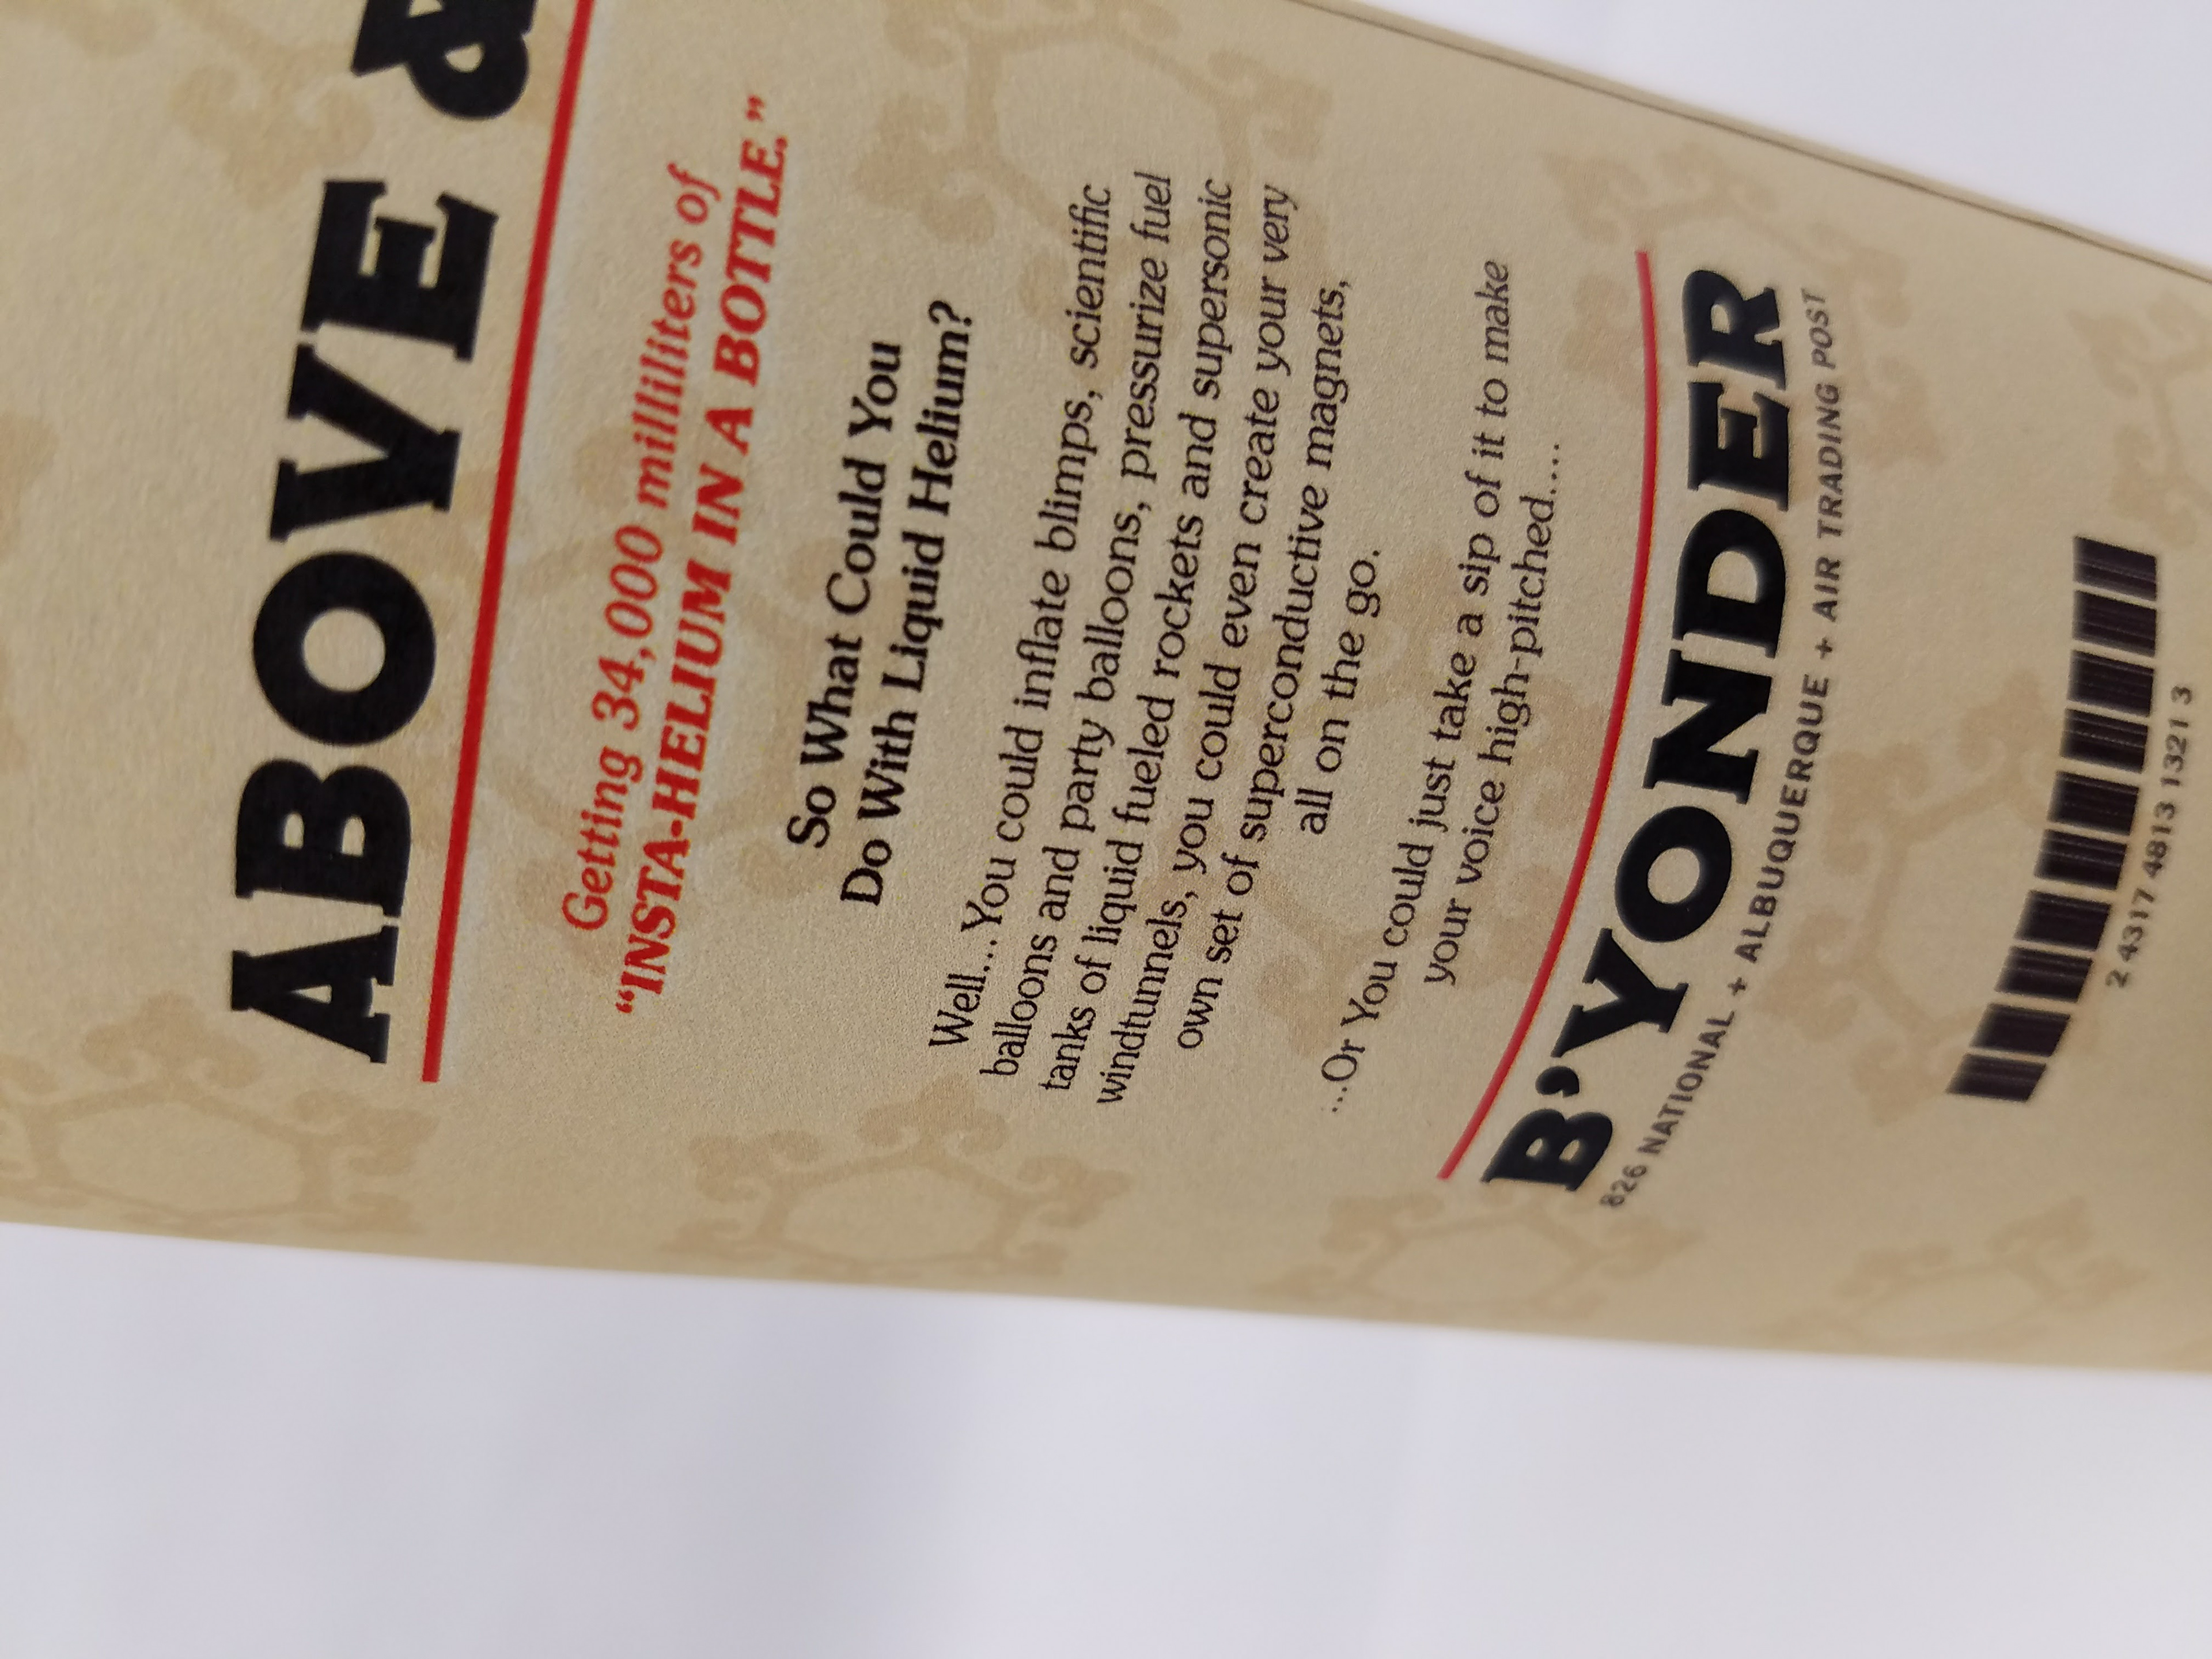 ABOVE &
Getting 34,000 milliliters of
“INSTA-HELIUM IN A BOTTLE.”
So What Could You
Do With Liquid Helium?
Well...You could inflate blimps, scientific
balloons and party balloons, pressurize fuel
tanks of liquid fueled rockets and supersonic
windtunnels, you could even create your very
own set of superconductive magnets,
all on the go.
...Or You could just take a sip of it to make
your voice high-pitched....
B’YONDER
826 NATIONAL + ALBUQUERQUE + AIR TRADING POST
2 4317 4813 1321 3